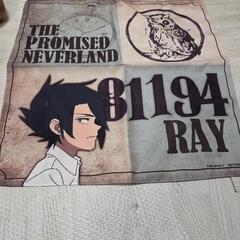 THE
PROMISED
NEVERLAND
81194
RAY